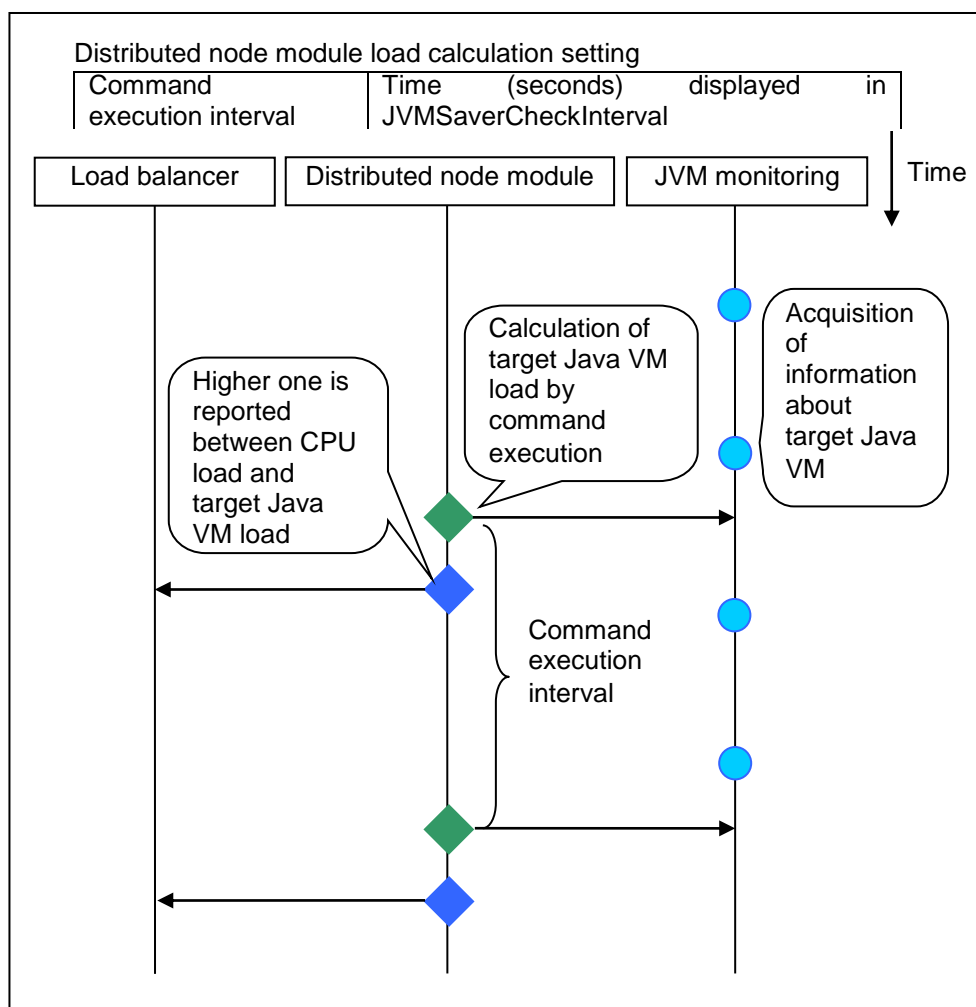 Distributed node module load calculation setting
Command
execution interval
Time (seconds) displayed in
JVMSaverCheckInterval
Time
Load balancer
Distributed node module
JVM monitoring
Acquisition
of
information
about
target Java
VM
Calculation of
target Java VM
load by
command
execution
Higher one is
reported
between CPU
load and
target Java
VM load
Command
execution
interval